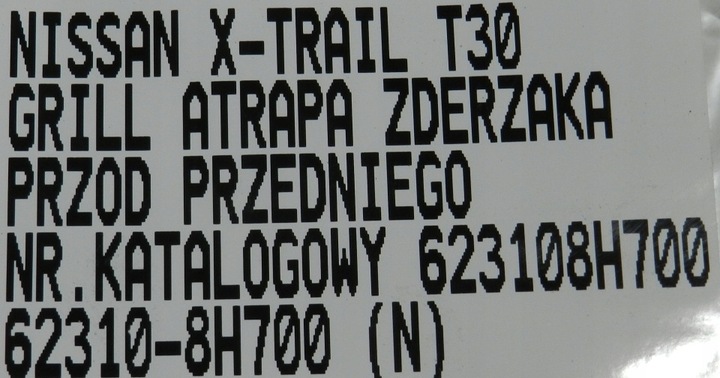 NISSAN X-TRAIL T30
GRILL ATRAPA ZDERZAKA
PRZOD PRZEDNIEGO
NR.KATALOGOWY 623108H700
62310-8H700 (N)